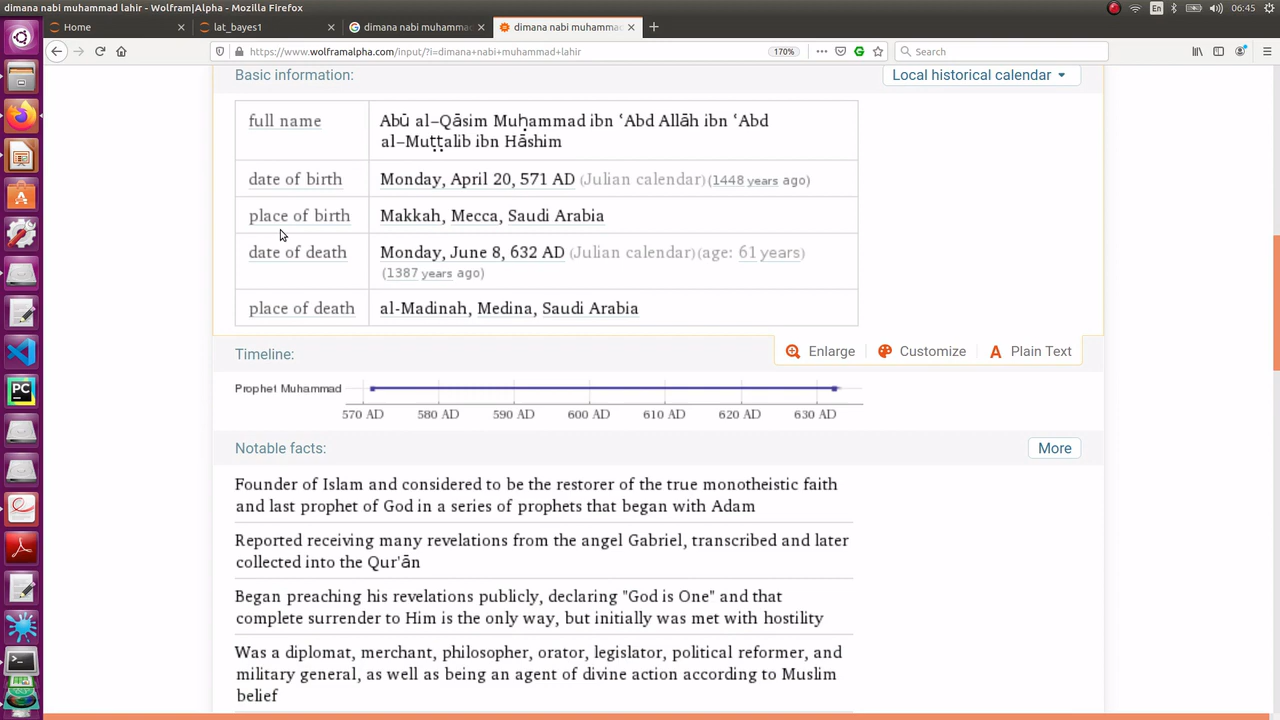 dimana nabi muhammad lahir - Wolfram|Alpha - Mozilla Firefox
En
06:45
Home
lat_bayes1
dimana nabi muhammad
dimana nabi muhammad
https://www.wolframalpha.com/input/?i=dimana+nabi+muhammad+lahir
170%
Search
Basic information:
Local historical calendar
full name
Abū al–Qāsim Muḥammad ibn ʿAbd Allāh ibn ʿAbd
al–Muṭṭalib ibn Hāshim
date of birth
Monday, April 20, 571 AD (Julian calendar) (1448 years ago)
place of birth
Makkah, Mecca, Saudi Arabia
date of death
Monday, June 8, 632 AD (Julian calendar) (age: 61 years)
(1387 years ago)
place of death
al-Madinah, Medina, Saudi Arabia
Enlarge
Customize
A Plain Text
Timeline:
Prophet Muhammad
570 AD 580 AD 590 AD 600 AD 610 AD 620 AD 630 AD
Notable facts:
More
Founder of Islam and considered to be the restorer of the true monotheistic faith
and last prophet of God in a series of prophets that began with Adam
Reported receiving many revelations from the angel Gabriel, transcribed and later
collected into the Qur'ān
Began preaching his revelations publicly, declaring "God is One" and that
complete surrender to Him is the only way, but initially was met with hostility
Was a diplomat, merchant, philosopher, orator, legislator, political reformer, and
military general, as well as being an agent of divine action according to Muslim
belief